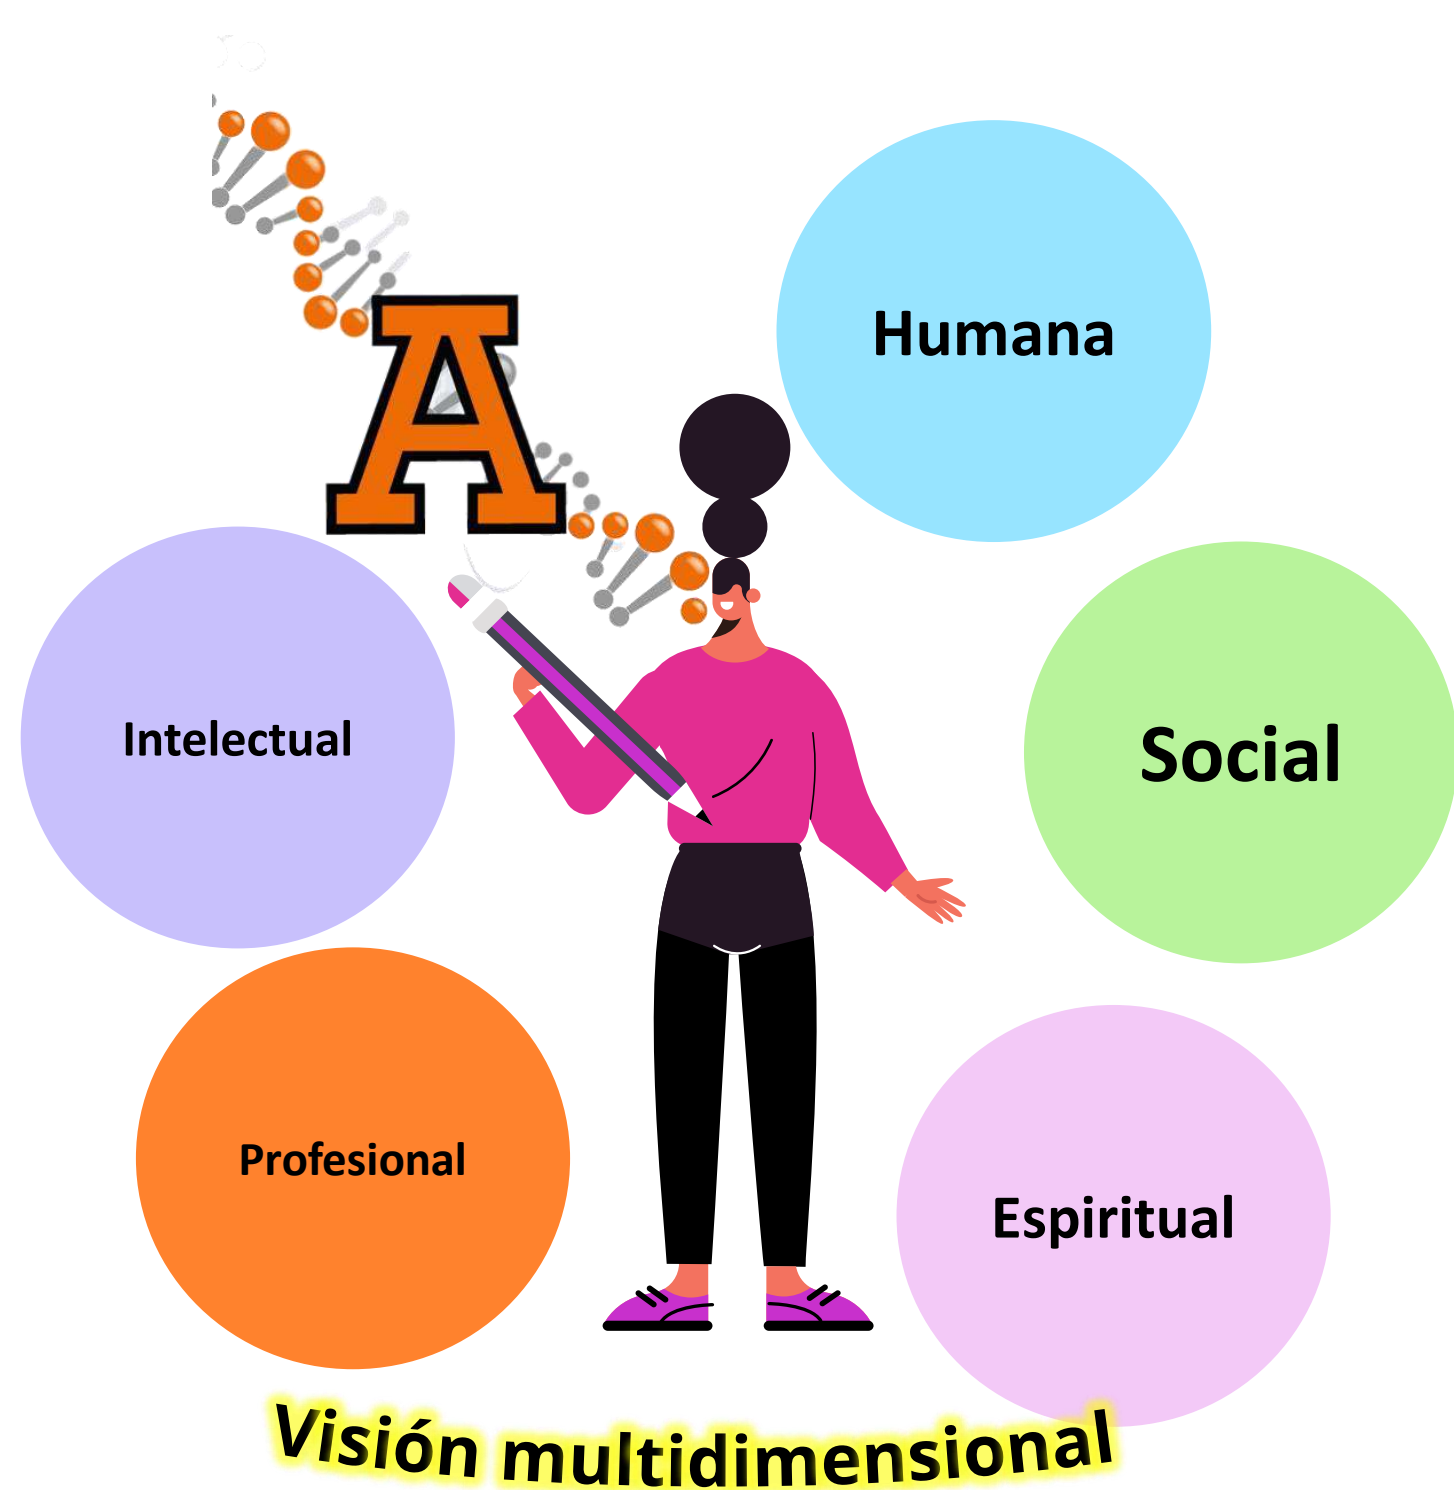 A
Humana
Intelectual
Social
Profesional
Espiritual
Visión multidimensional